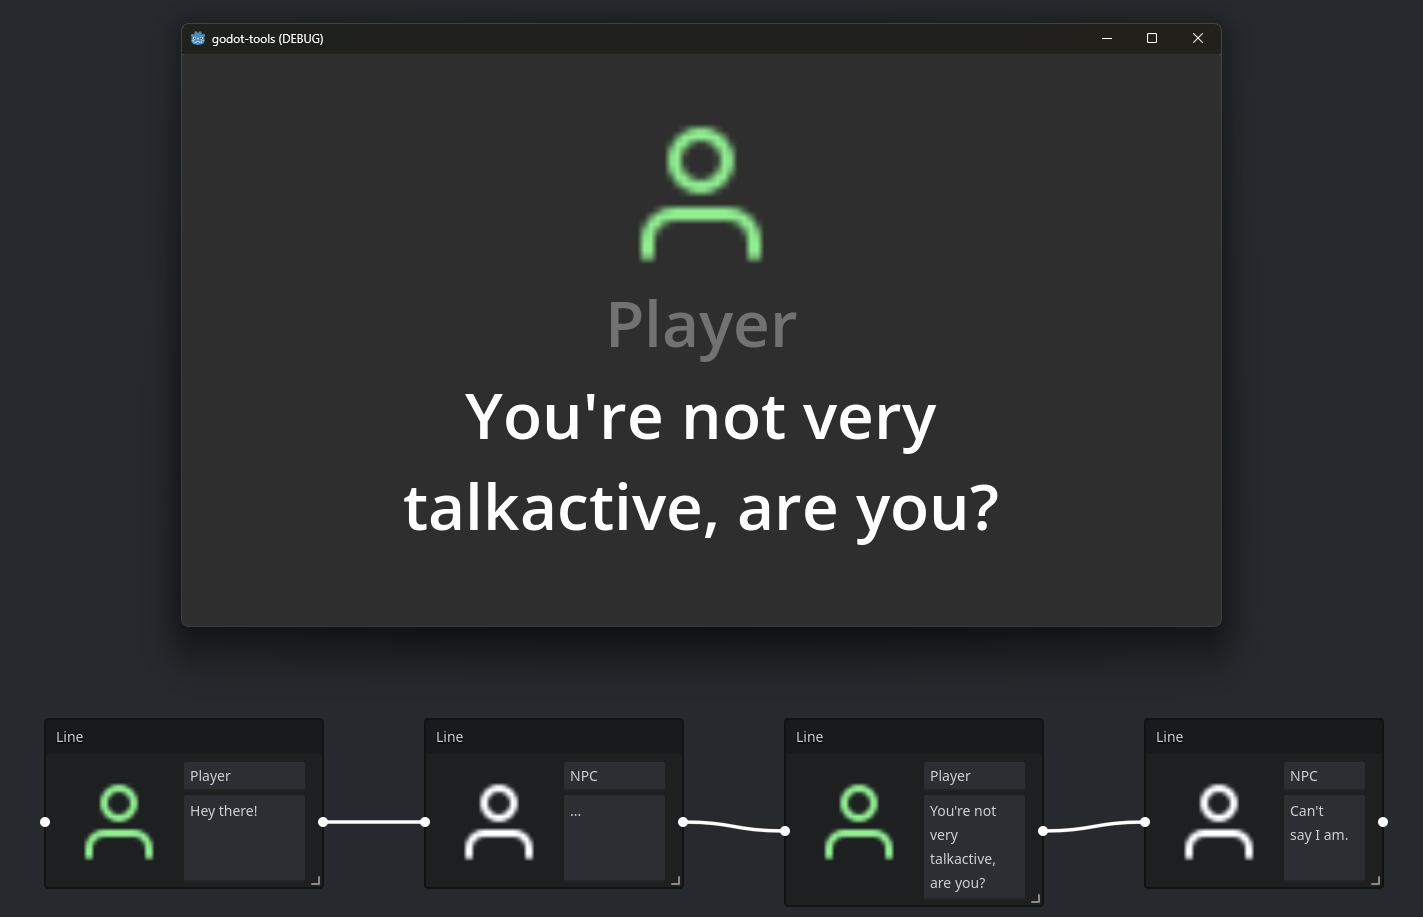 godot-tools (DEBUG)
Player
You're not very
talkactive, are you?
Line
Player
Hey there!
Line
NPC
...
Line
Player
You're not
very
talkactive,
are you?
Line
NPC
Can't
say I am.